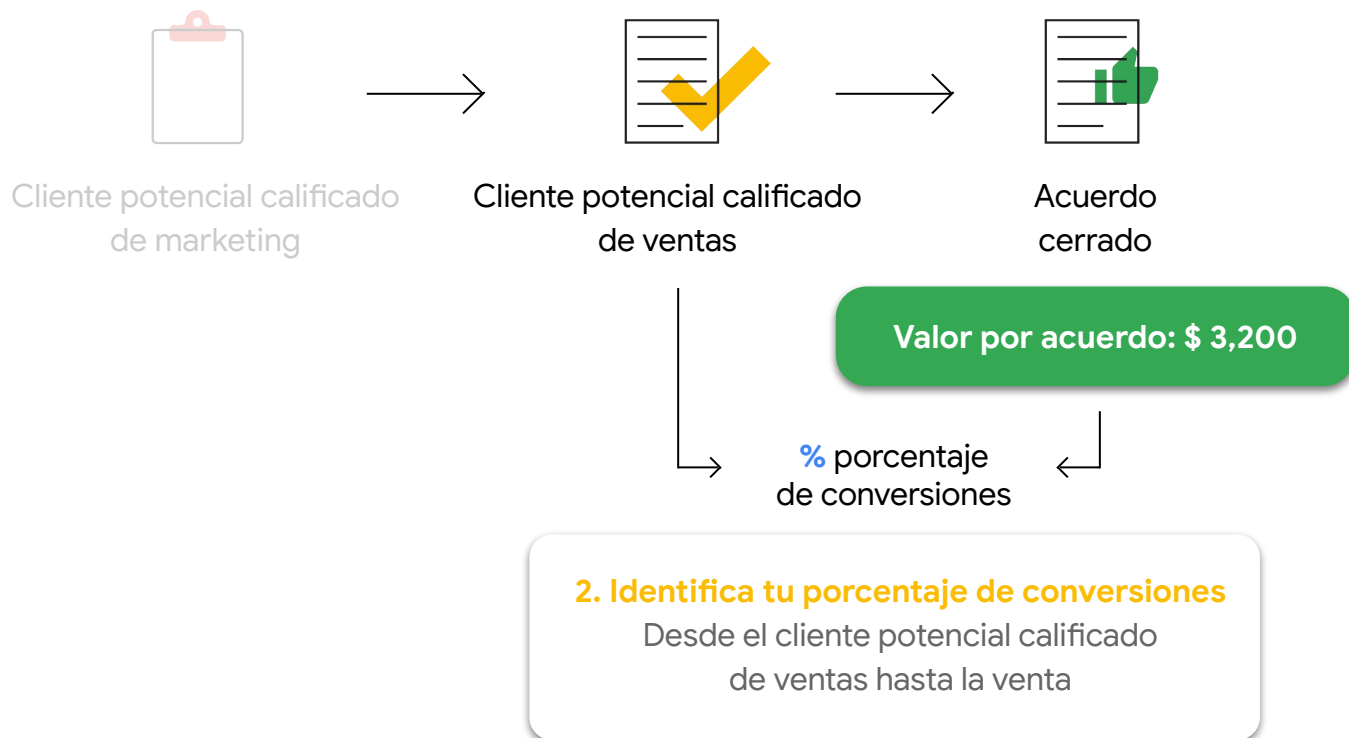 Cliente potencial calificado
de marketing
Cliente potencial calificado
de ventas
Acuerdo
cerrado
Valor por acuerdo: $ 3,200
% porcentaje
de conversiones
2. Identifica tu porcentaje de conversiones
Desde el cliente potencial calificado
de ventas hasta la venta